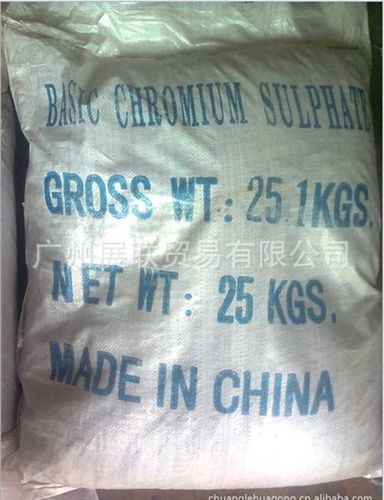 BASIC CHROMIUM SULPHATE
GROSS WT: 25.1KGS.
广州展联贸易有限公司
NET WT: 25 KGS.
MADE IN CHINA
chuanglehuagong.cn.alibaba.com